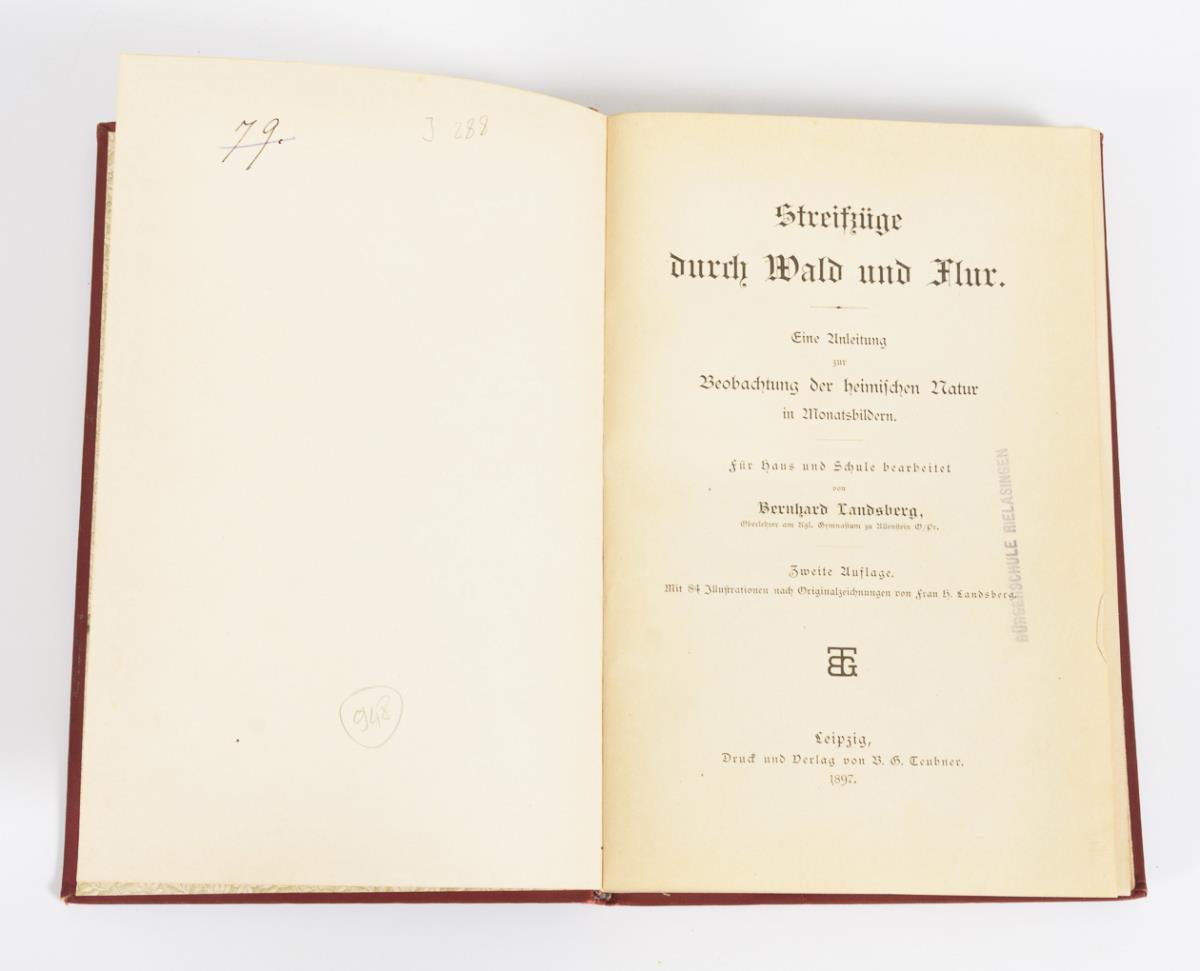 79.
J 288
948
Streifzüge
durch Wald und Flur.
Eine Anleitung
zur
Beobachtung der heimischen Natur
in Monatsbildern.
Für Haus und Schule bearbeitet
von
Bernhard Landsberg,
Oberlehrer am Kgl. Gymnasium zu Allenstein O/Pr.
Zweite Auflage.
Mit 84 Illustrationen nach Originalzeichnungen von Frau H. Landsberg.
BÜRGERSCHULE RIELASINGEN
BTG
Leipzig,
Druck und Verlag von B. G. Teubner.
1897.